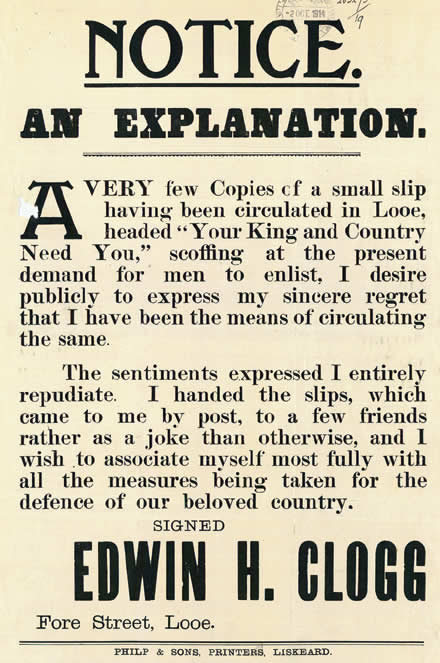 2 OCT. 1914
19
NOTICE.
AN EXPLANATION.
A VERY few Copies of a small slip
having been circulated in Looe,
headed "Your King and Country
Need You," scoffing at the present
demand for men to enlist, I desire
publicly to express my sincere regret
that I have been the means of circulating
the same.
The sentiments expressed I entirely
repudiate. I handed the slips, which
came to me by post, to a few friends
rather as a joke than otherwise, and I
wish to associate myself most fully with
all the measures being taken for the
defence of our beloved country.
SIGNED
EDWIN H. CLOGG
Fore Street, Looe.
PHILP & SONS, PRINTERS, LISKEARD.